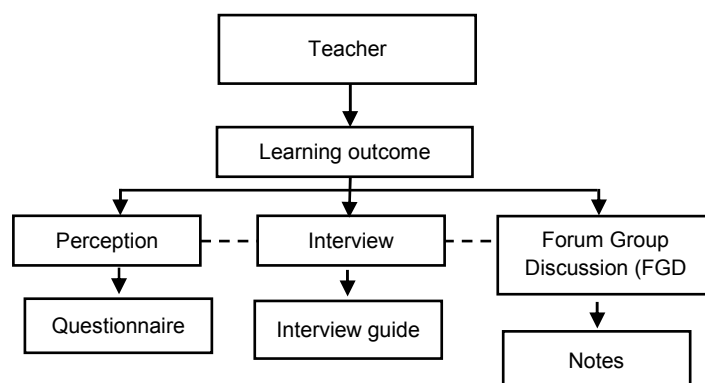 Teacher
Learning outcome
Perception
Interview
Forum Group
Discussion (FGD
Questionnaire
Interview guide
Notes